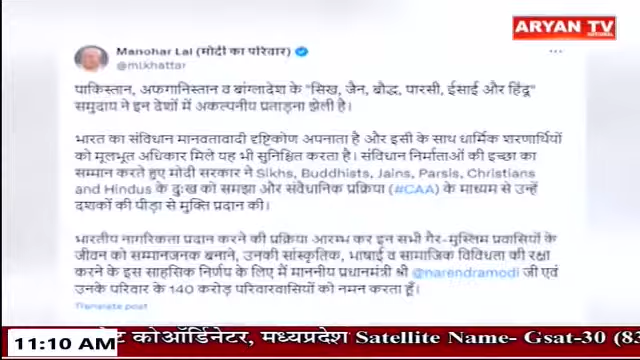 ARYAN TV
NATIONAL
Manohar Lal (मोदी का परिवार)
@mlkhattar
पाकिस्तान, अफगानिस्तान व बांग्लादेश के "सिख, जैन, बौद्ध, पारसी, ईसाई और हिंदू"
समुदाय ने इन देशों में अकल्पनीय प्रताड़ना झेली है।
भारत का संविधान मानवतावादी दृष्टिकोण अपनाता है और इसी के साथ धार्मिक शरणार्थियों
को मूलभूत अधिकार मिले यह भी सुनिश्चित करता है। संविधान निर्माताओं की इच्छा का
सम्मान करते हुए मोदी सरकार ने Sikhs, Buddhists, Jains, Parsis, Christians
and Hindus के दुःख को समझा और संवैधानिक प्रक्रिया (#CAA) के माध्यम से उन्हें
दशकों की पीड़ा से मुक्ति प्रदान की।
भारतीय नागरिकता प्रदान करने की प्रक्रिया आरम्भ कर इन सभी गैर-मुस्लिम प्रवासियों के
जीवन को सम्मानजनक बनाने, उनकी सांस्कृतिक, भाषाई व सामाजिक विविधता की रक्षा
करने के इस साहसिक निर्णय के लिए मैं माननीय प्रधानमंत्री श्री @narendramodi जी एवं
उनके परिवार के 140 करोड़ परिवारवासियों को नमन करता हूँ।
Translate post
11:10 AM को ऑर्डिनेटर, मध्यप्रदेश Satellite Name- Gsat-30 (83